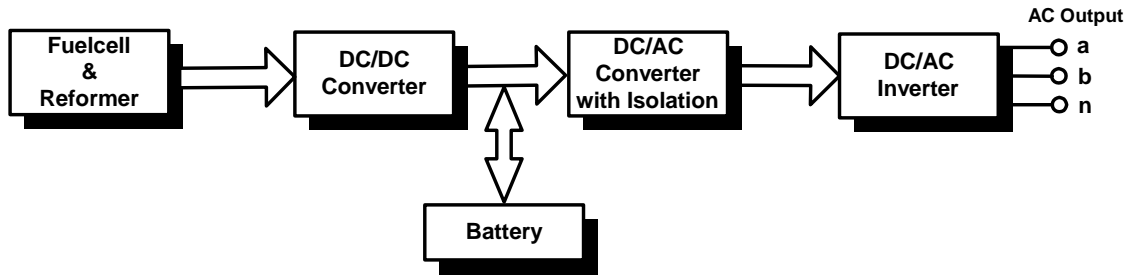 AC Output
Fuelcell
&
Reformer
DC/DC
Converter
DC/AC
Converter
with Isolation
DC/AC
Inverter
a
b
n
Battery